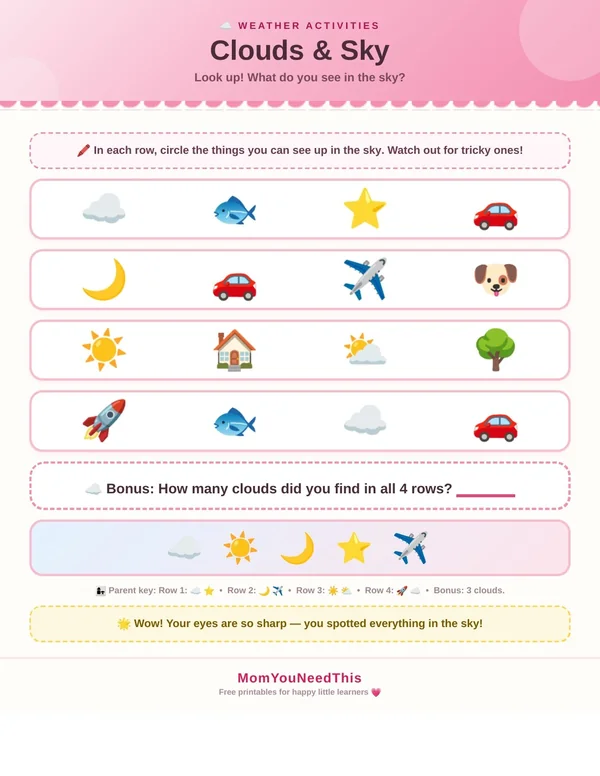 ☁️ WEATHER ACTIVITIES
Clouds & Sky
Look up! What do you see in the sky?
🖍️ In each row, circle the things you can see up in the sky. Watch out for tricky ones!
☁️ Bonus: How many clouds did you find in all 4 rows? ______
👩‍👧 Parent key: Row 1: ☁️ ⭐ • Row 2: 🌙 ✈️ • Row 3: ☀️ ⛅ • Row 4: 🚀 ☁️ • Bonus: 3 clouds.
🌟 Wow! Your eyes are so sharp — you spotted everything in the sky!
MomYouNeedThis
Free printables for happy little learners 💗